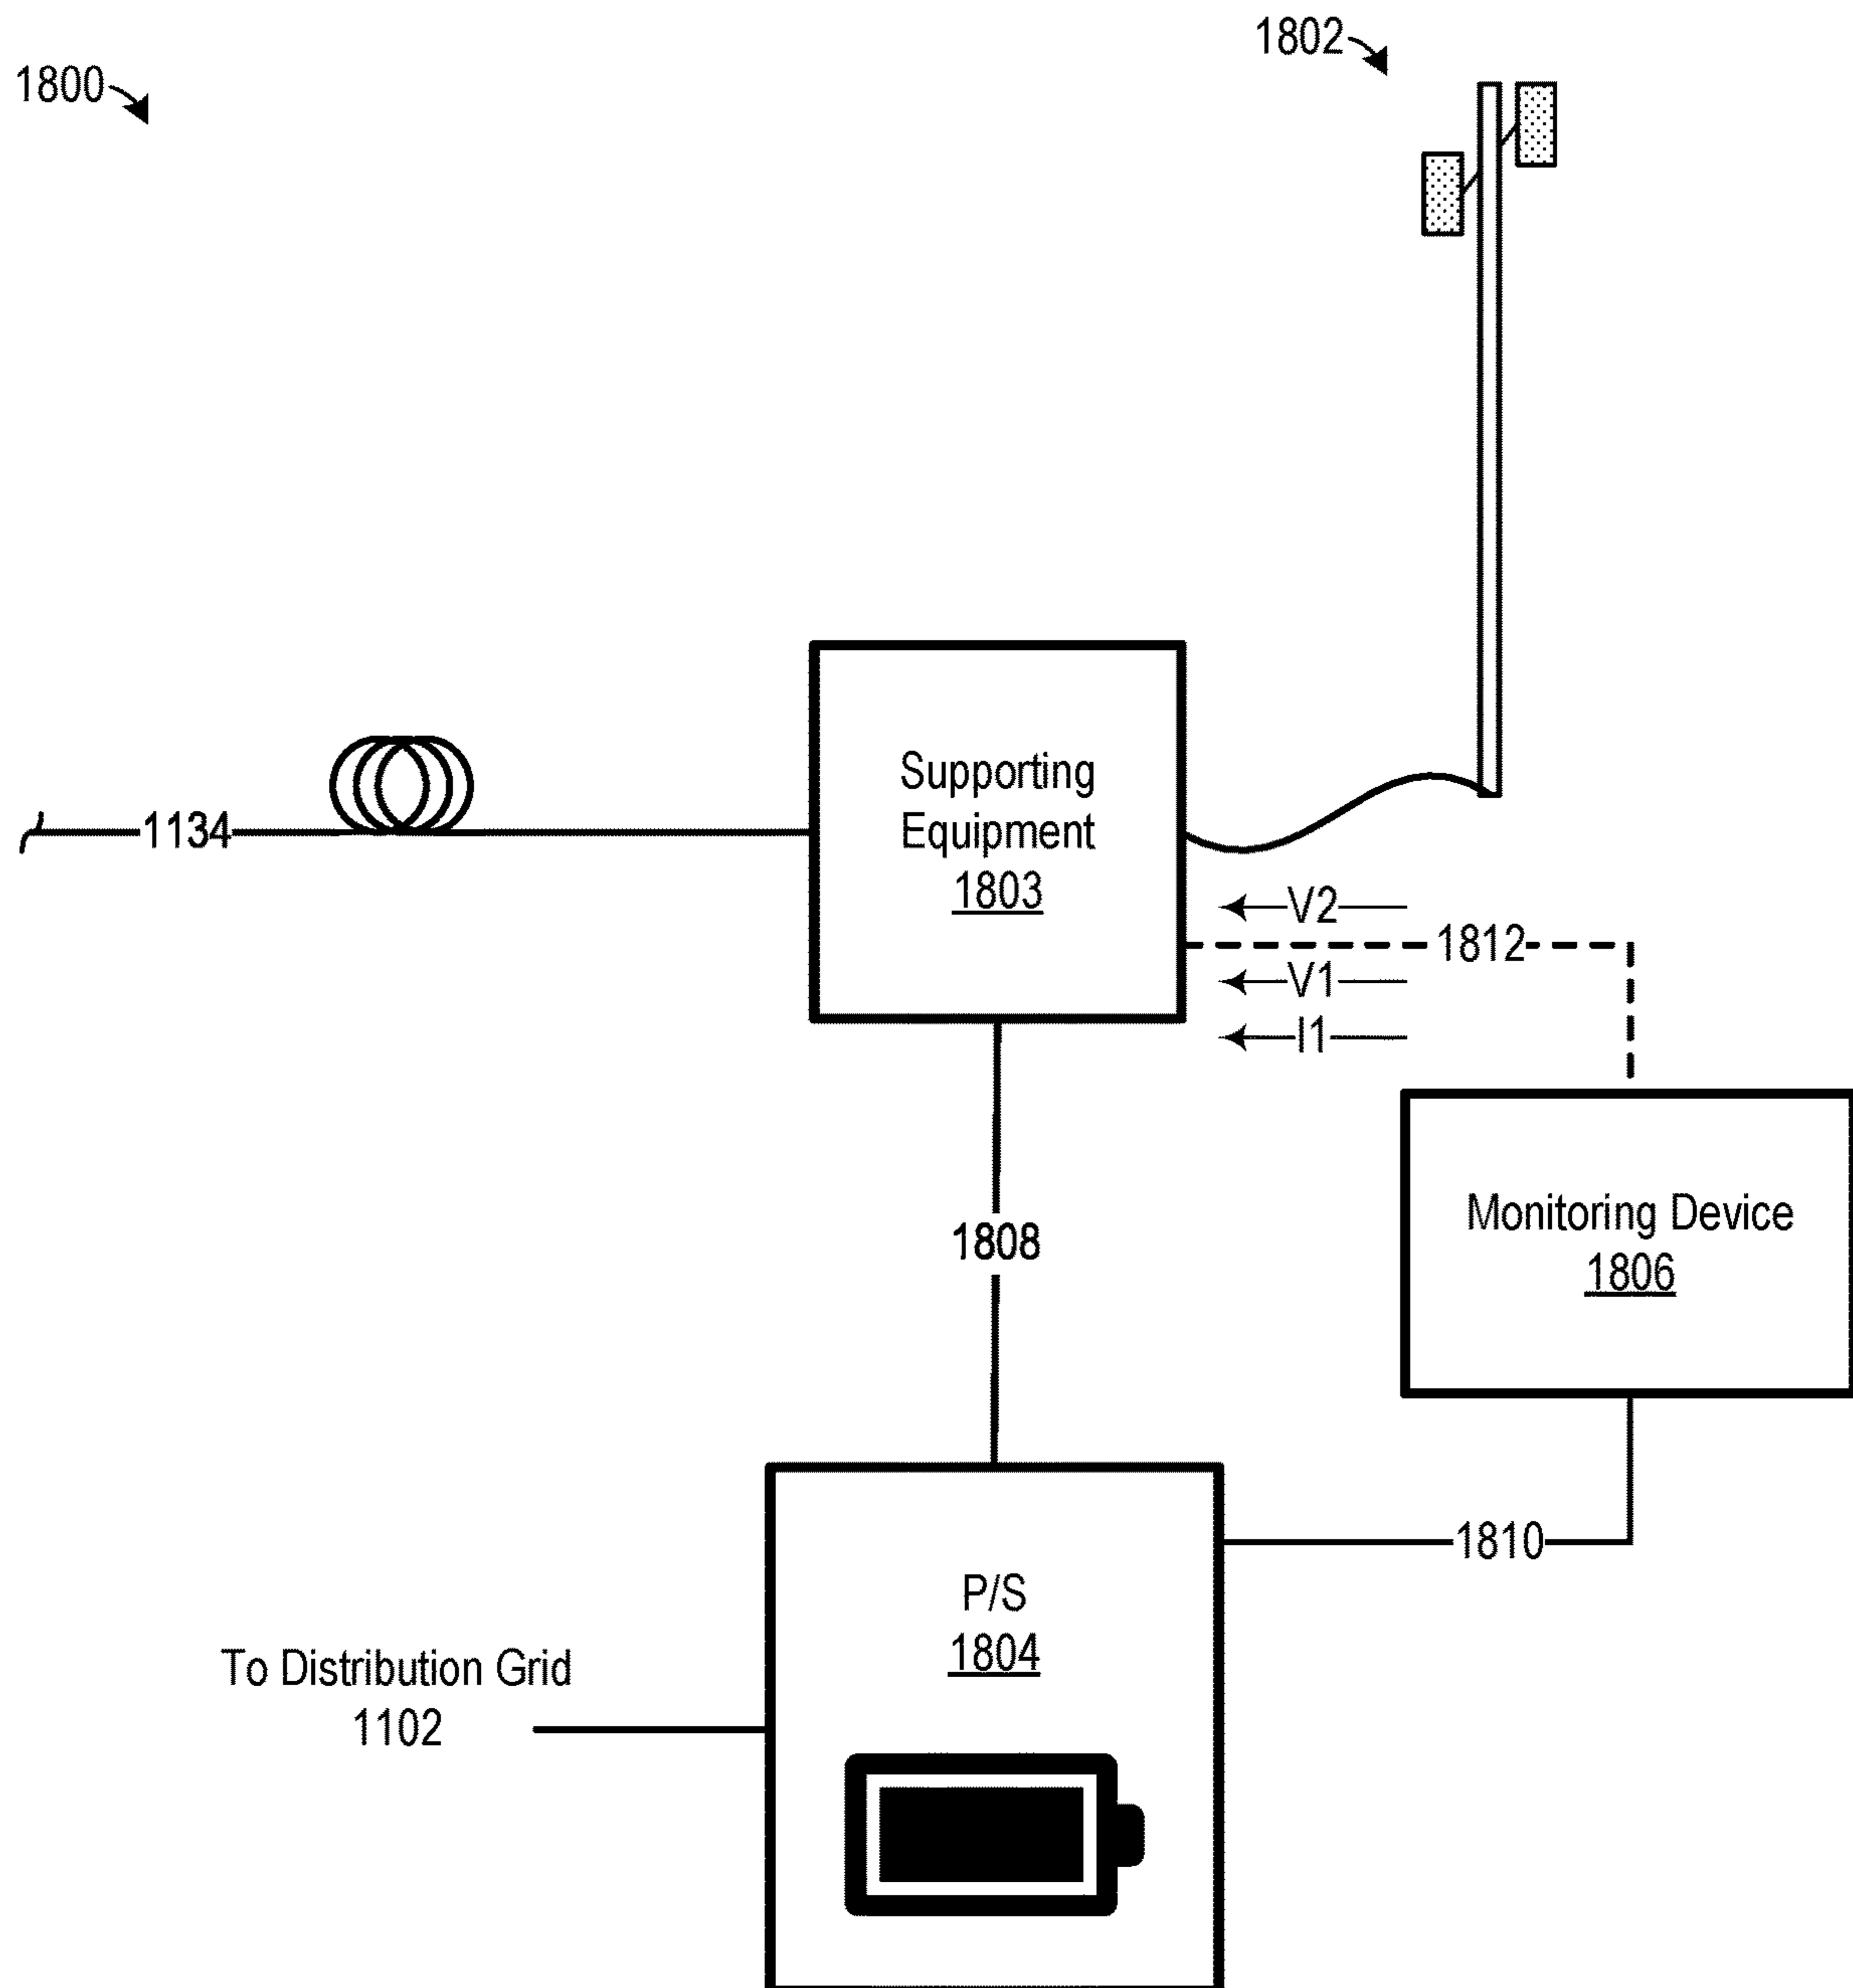 1802
1800
Supporting
Equipment
1803
1134
V2
1812
V1
I1
1808
Monitoring Device
1806
1810
P/S
1804
To Distribution Grid
1102